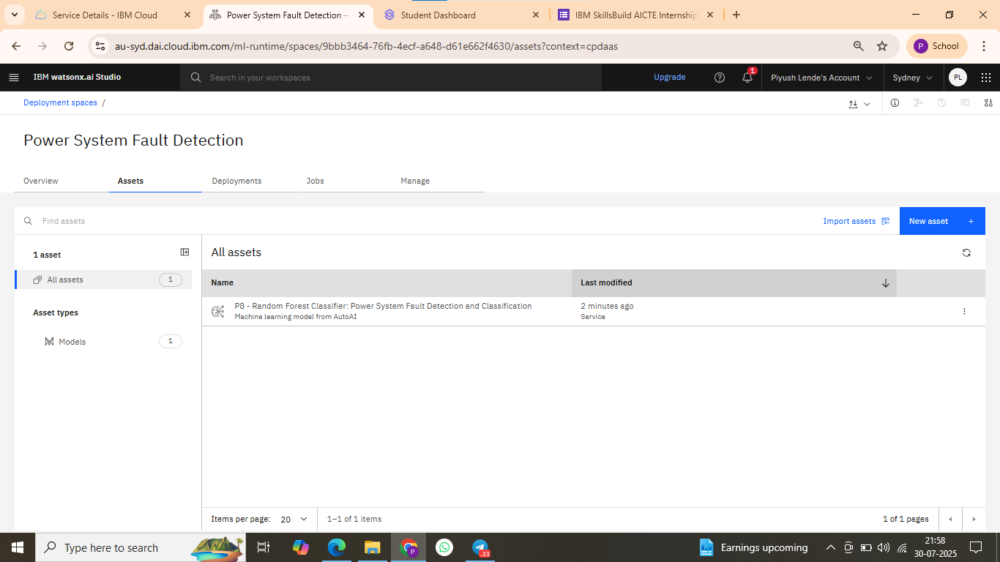 Service Details - IBM Cloud
Power System Fault Detection –
Student Dashboard
IBM SkillsBuild AICTE Internship
au-syd.dai.cloud.ibm.com/ml-runtime/spaces/9bbb3464-76fb-4ecf-a648-d61e662f4630/assets?context=cpdaas
P School
IBM watsonx.ai Studio
Search in your workspaces
Upgrade
1
Piyush Lende's Account
Sydney
PL
Deployment spaces /
Power System Fault Detection
Overview Assets Deployments Jobs Manage
Find assets
Import assets
New asset +
1 asset
All assets 1
Asset types
Models 1
All assets
Name Last modified
P8 - Random Forest Classifier: Power System Fault Detection and Classification 2 minutes ago
Machine learning model from AutoAI Service
Items per page: 20 1–1 of 1 items 1 of 1 pages
Type here to search
P
33
Earnings upcoming
21:58
30-07-2025